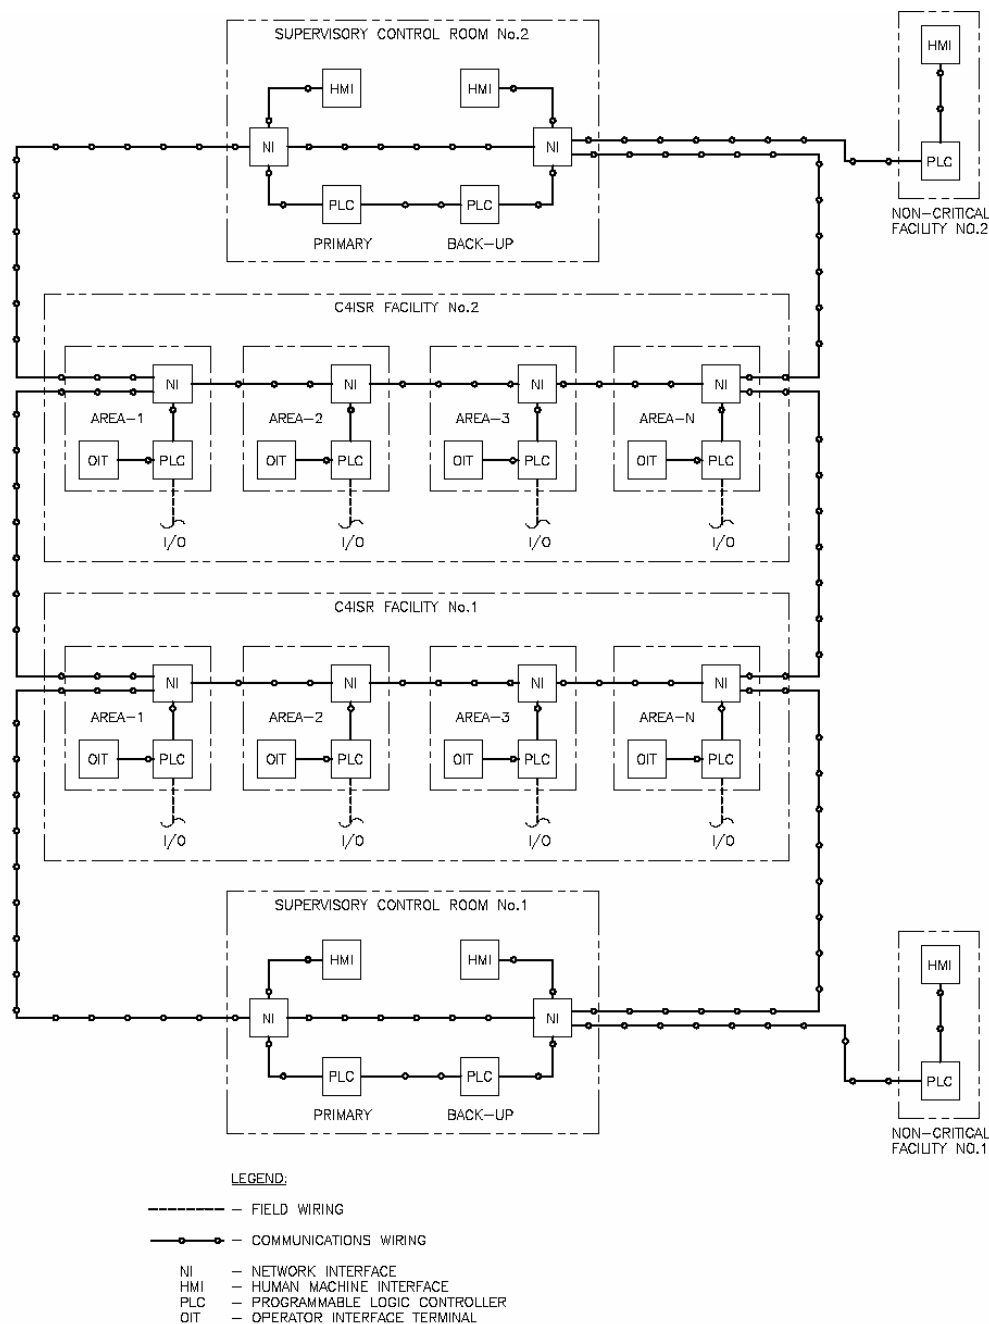 SUPERVISORY CONTROL ROOM No.2
HMI
HMI
HMI
NI
NI
PLC
PLC
PLC
PRIMARY
BACK-UP
NON-CRITICAL
FACILITY NO.2
C4ISR FACILITY No.2
NI
NI
NI
NI
AREA-1
AREA-2
AREA-3
AREA-N
OIT
PLC
OIT
PLC
OIT
PLC
OIT
PLC
I/O
I/O
I/O
I/O
C4ISR FACILITY No.1
NI
NI
NI
NI
AREA-1
AREA-2
AREA-3
AREA-N
OIT
PLC
OIT
PLC
OIT
PLC
OIT
PLC
I/O
I/O
I/O
I/O
SUPERVISORY CONTROL ROOM No.1
HMI
HMI
HMI
NI
NI
PLC
PLC
PLC
PRIMARY
BACK-UP
NON-CRITICAL
FACILITY NO.1
LEGEND:
– FIELD WIRING
– COMMUNICATIONS WIRING
NI – NETWORK INTERFACE
HMI – HUMAN MACHINE INTERFACE
PLC – PROGRAMMABLE LOGIC CONTROLLER
OIT – OPERATOR INTERFACE TERMINAL